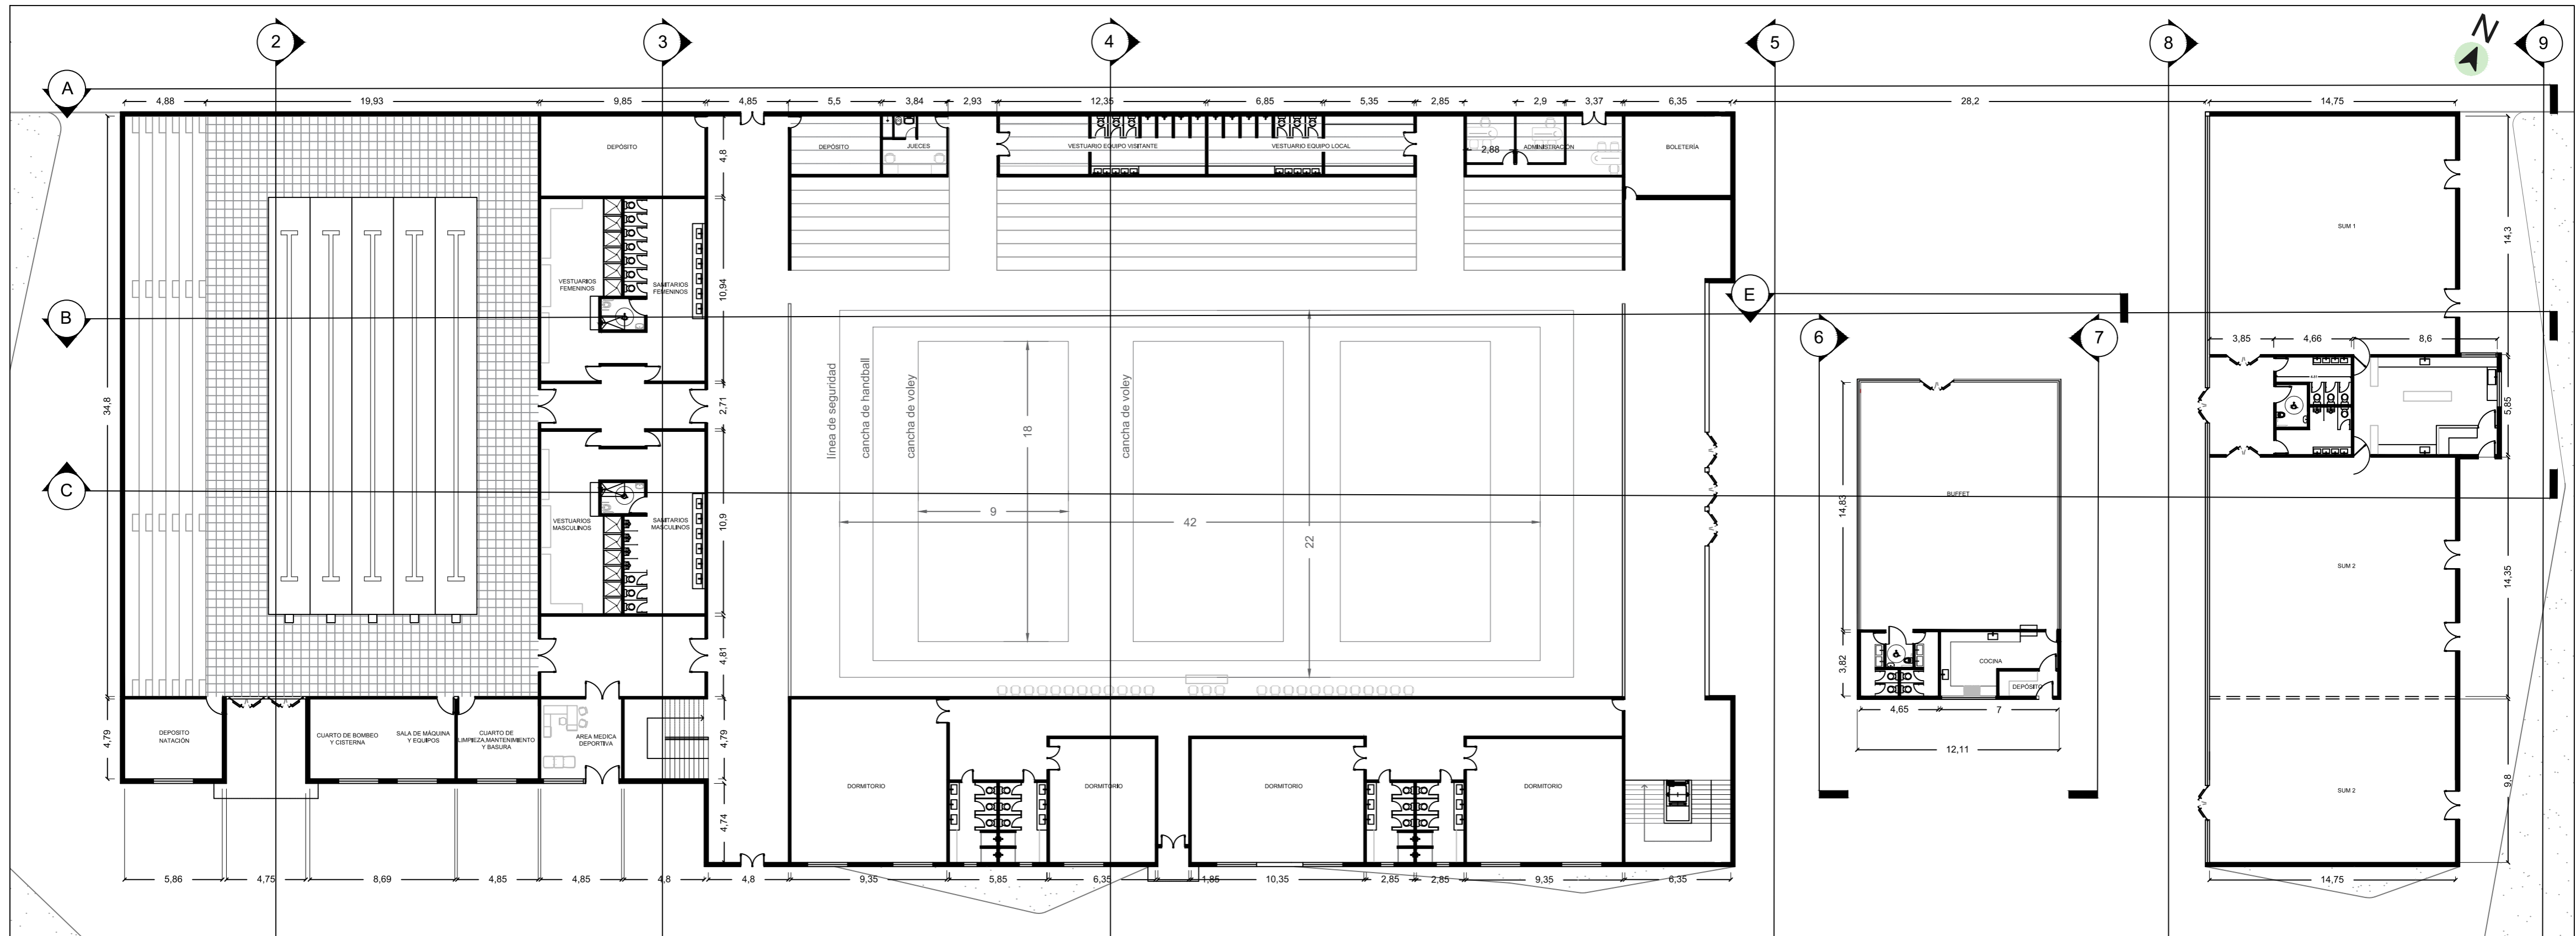 2
3
4
5
8
N
9
A
4,88
19,93
9,85
4,85
5,5
3,84
2,93
12,35
6,85
5,35
2,85
2,9
3,37
6,35
28,2
14,75
DEPÓSITO
4,8
DEPÓSITO
JUECES
VESTUARIO EQUIPO VISITANTE
VESTUARIO EQUIPO LOCAL
2,88
ADMINISTRACIÓN
BOLETERÍA
SUM 1
14,3
VESTUARIOS
FEMENINOS
SANITARIOS
FEMENINOS
10,94
E
B
6
7
3,85
4,66
8,6
34,8
2,71
línea de seguridad
cancha de handball
cancha de voley
18
cancha de voley
5,85
C
VESTUARIOS
MASCULINOS
SANITARIOS
MASCULINOS
10,9
9
42
22
14,83
BUFFET
SUM 2
14,35
4,81
3,82
COCINA
DEPÓSITO
4,65
7
12,11
4,79
DEPOSITO
NATACIÓN
CUARTO DE BOMBEO
Y CISTERNA
SALA DE MÁQUINA
Y EQUIPOS
CUARTO DE
LIMPIEZA,MANTENIMIENTO
Y BASURA
AREA MEDICA
DEPORTIVA
4,79
DORMITORIO
DORMITORIO
DORMITORIO
DORMITORIO
SUM 2
9,8
4,74
5,86
4,75
8,69
4,85
4,85
4,8
4,8
9,35
5,85
6,35
1,85
10,35
2,85
2,85
9,35
6,35
14,75